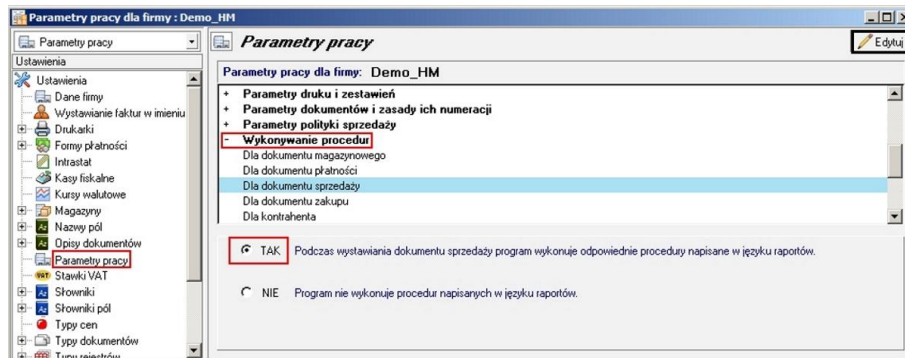 Parametry pracy dla firmy : Demo_HM
Parametry pracy
Ustawienia
Ustawienia
Dane firmy
Wystawianie faktur w imieniu
Drukarki
Formy płatności
Intrastat
Kasy fiskalne
Kursy walutowe
Magazyny
Nazwy pól
Opisy dokumentów
Parametry pracy
Stawki VAT
Słowniki
Słowniki pól
Typy cen
Typy dokumentów
Typy rejestrów
Parametry pracy
Edytuj
Parametry pracy dla firmy: Demo_HM
+ Parametry druku i zestawień
+ Parametry dokumentów i zasady ich numeracji
+ Parametry polityki sprzedaży
- Wykonywanie procedur
Dla dokumentu magazynowego
Dla dokumentu płatności
Dla dokumentu sprzedaży
Dla dokumentu zakupu
Dla kontrahenta
TAK Podczas wystawiania dokumentu sprzedaży program wykonuje odpowiednie procedury napisane w języku raportów.
NIE Program nie wykonuje procedur napisanych w języku raportów.